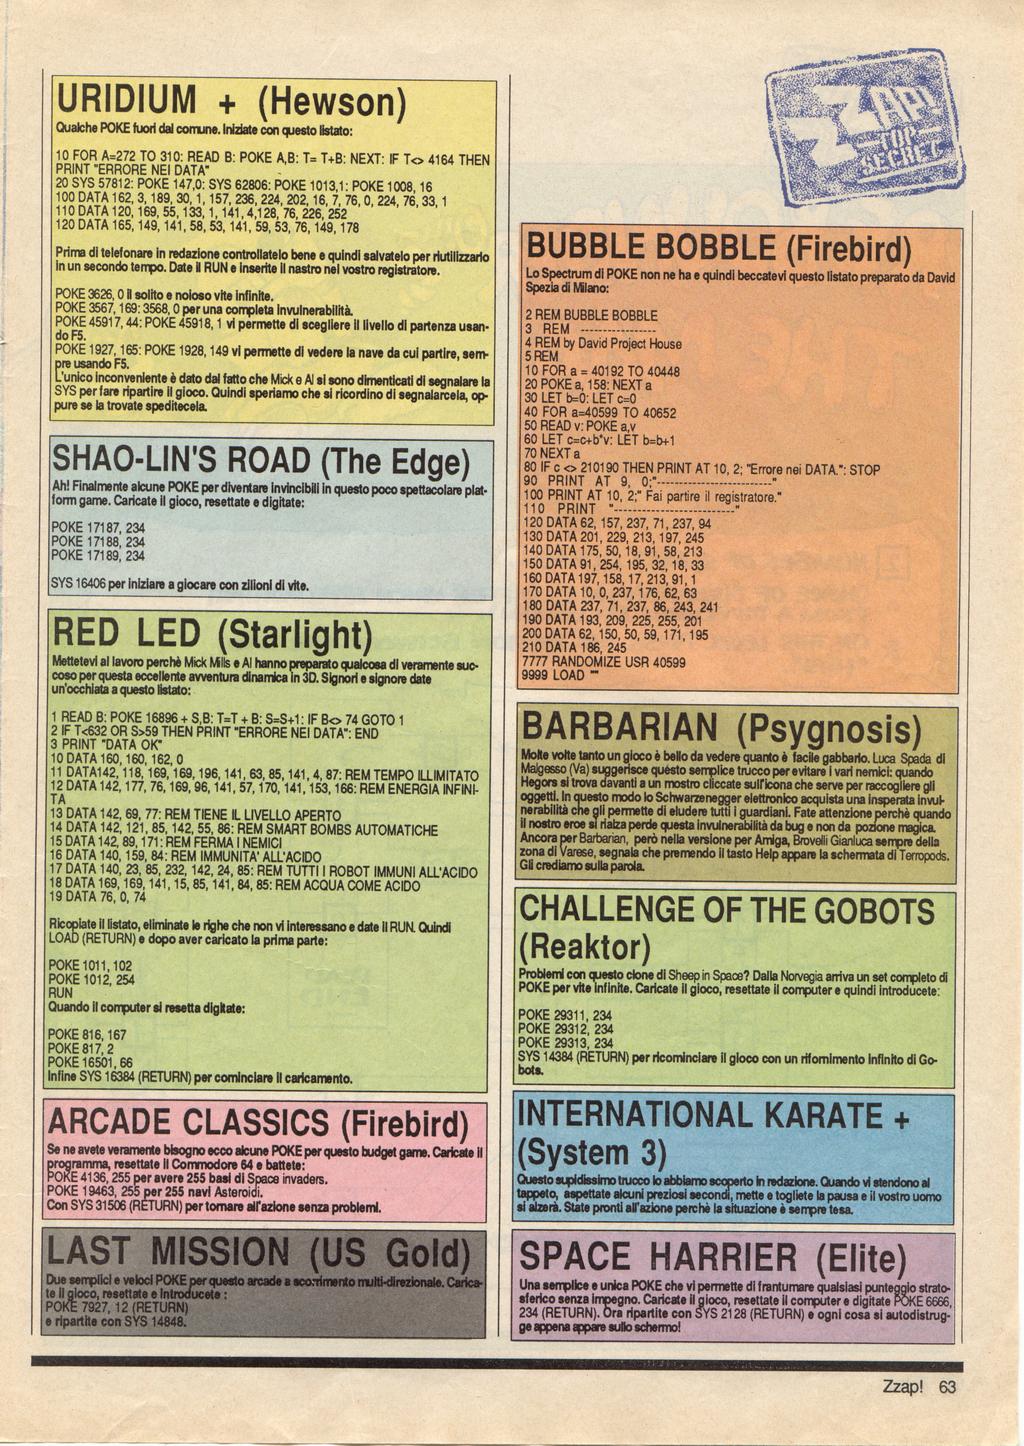 URIDIUM + (Hewson)
Qualche POKE fuori dal comune. Iniziate con questo listato:
10 FOR A=272 TO 310: READ B: POKE A,B: T= T+B: NEXT: IF T<> 4164 THEN
PRINT "ERRORE NEI DATA"
20 SYS 57812: POKE 147,0: SYS 62806: POKE 1013,1: POKE 1008, 16
100 DATA 162, 3, 189, 30, 1, 157, 236, 224, 202, 16, 7, 76, 0, 224, 76, 33, 1
110 DATA 120, 169, 55, 133, 1, 141, 4,128, 76, 226, 252
120 DATA 165, 149, 141, 58, 53, 141, 59, 53, 76, 149, 178
Prima di telefonare in redazione controllatelo bene e quindi salvatelo per riutilizzarlo
in un secondo tempo. Date il RUN e inserite il nastro nel vostro registratore.
POKE 3626, 0 il solito e noioso vite infinite.
POKE 3567, 169: 3568, 0 per una completa invulnerabilità.
POKE 45917, 44: POKE 45918, 1 vi permette di scegliere il livello di partenza usan-
do F5.
POKE 1927, 165: POKE 1928, 149 vi permette di vedere la nave da cui partire, sem-
pre usando F5.
L'unico inconveniente è dato dal fatto che Mick e Al si sono dimenticati di segnalare la
SYS per fare ripartire il gioco. Quindi speriamo che si ricordino di segnalarcela, op-
pure se la trovate speditecela.
SHAO-LIN'S ROAD (The Edge)
Ah! Finalmente alcune POKE per diventare invincibili in questo poco spettacolare plat-
form game. Caricate il gioco, resettate e digitate:
POKE 17187, 234
POKE 17188, 234
POKE 17189, 234
SYS 16406 per iniziare a giocare con zilioni di vite.
RED LED (Starlight)
Mettetevi al lavoro perchè Mick Mills e Al hanno preparato qualcosa di veramente suc-
coso per questa eccellente avventura dinamica in 3D. Signori e signore date
un'occhiata a questo listato:
1 READ B: POKE 16896 + S,B: T=T + B: S=S+1: IF B<> 74 GOTO 1
2 IF T<632 OR S>59 THEN PRINT "ERRORE NEI DATA": END
3 PRINT "DATA OK"
10 DATA 160, 160, 162, 0
11 DATA142, 118, 169, 169, 196, 141, 63, 85, 141, 4, 87: REM TEMPO ILLIMITATO
12 DATA 142, 177, 76, 169, 96, 141, 57, 170, 141, 153, 166: REM ENERGIA INFINI-
TA
13 DATA 142, 69, 77: REM TIENE IL LIVELLO APERTO
14 DATA 142, 121, 85, 142, 55, 86: REM SMART BOMBS AUTOMATICHE
15 DATA 142, 89, 171: REM FERMA I NEMICI
16 DATA 140, 159, 84: REM IMMUNITA' ALL'ACIDO
17 DATA 140, 23, 85, 232, 142, 24, 85: REM TUTTI I ROBOT IMMUNI ALL'ACIDO
18 DATA 169, 169, 141, 15, 85, 141, 84, 85: REM ACQUA COME ACIDO
19 DATA 76, 0, 74
Ricopiate il listato, eliminate le righe che non vi interessano e date il RUN. Quindi
LOAD (RETURN) e dopo aver caricato la prima parte:
POKE 1011, 102
POKE 1012, 254
RUN
Quando il computer si resetta digitate:
POKE 816, 167
POKE 817, 2
POKE 16501, 66
Infine SYS 16384 (RETURN) per cominciare il caricamento.
ARCADE CLASSICS (Firebird)
Se ne avete veramente bisogno ecco alcune POKE per questo budget game. Caricate il
programma, resettate il Commodore 64 e battete:
POKE 4136, 255 per avere 255 basi di Space invaders.
POKE 19463, 255 per 255 navi Asteroidi.
Con SYS 31506 (RETURN) per tornare all'azione senza problemi.
LAST MISSION (US Gold)
Due semplici e veloci POKE per questo arcade a scorrimento multi-direzionale. Carica-
te il gioco, resettate e introducete :
POKE 7927, 12 (RETURN)
e ripartite con SYS 14848.
ZZAP!
TOP
SECRET
BUBBLE BOBBLE (Firebird)
Lo Spectrum di POKE non ne ha e quindi beccatevi questo listato preparato da David
Spezia di Milano:
2 REM BUBBLE BOBBLE
3 REM -----------------
4 REM by David Project House
5 REM
10 FOR a = 40192 TO 40448
20 POKE a, 158: NEXT a
30 LET b=0: LET c=0
40 FOR a=40599 TO 40652
50 READ v: POKE a,v
60 LET c=c+b*v: LET b=b+1
70 NEXT a
80 IF c <> 210190 THEN PRINT AT 10, 2; "Errore nei DATA.": STOP
90 PRINT AT 9, 0;"--------------------------"
100 PRINT AT 10, 2;" Fai partire il registratore."
110 PRINT "---------------------------"
120 DATA 62, 157, 237, 71, 237, 94
130 DATA 201, 229, 213, 197, 245
140 DATA 175, 50, 18, 91, 58, 213
150 DATA 91, 254, 195, 32, 18, 33
160 DATA 197, 158, 17, 213, 91, 1
170 DATA 10, 0, 237, 176, 62, 63
180 DATA 237, 71, 237, 86, 243, 241
190 DATA 193, 209, 225, 255, 201
200 DATA 62, 150, 50, 59, 171, 195
210 DATA 186, 245
7777 RANDOMIZE USR 40599
9999 LOAD ""
BARBARIAN (Psygnosis)
Molte volte tanto un gioco è bello da vedere quanto è facile gabbarlo. Luca Spada di
Malgesso (Va) suggerisce questo semplice trucco per evitare i vari nemici: quando
Hegors si trova davanti a un mostro cliccate sull'icona che serve per raccogliere gli
oggetti. In questo modo lo Schwarzenegger elettronico acquista una insperata invul-
nerabilità che gli permette di eludere tutti i guardiani. Fate attenzione perchè quando
il nostro eroe si rialza perde questa invulnerabilità da bug e non da pozione magica.
Ancora per Barbarian, però nella versione per Amiga, Brovelli Gianluca sempre della
zona di Varese, segnala che premendo il tasto Help appare la schermata di Terropods.
Gli crediamo sulla parola.
CHALLENGE OF THE GOBOTS
(Reaktor)
Problemi con questo clone di Sheep in Space? Dalla Norvegia arriva un set completo di
POKE per vite infinite. Caricate il gioco, resettate il computer e quindi introducete:
POKE 29311, 234
POKE 29312, 234
POKE 29313, 234
SYS 14384 (RETURN) per ricominciare il gioco con un rifornimento infinito di Go-
bots.
INTERNATIONAL KARATE +
(System 3)
Questo supidissimo trucco lo abbiamo scoperto in redazione. Quando vi stendono al
tappeto, aspettate alcuni preziosi secondi, mette e togliete la pausa e il vostro uomo
si alzerà. State pronti all'azione perchè la situazione è sempre tesa.
SPACE HARRIER (Elite)
Una semplice e unica POKE che vi permette di frantumare qualsiasi punteggio strato-
sferico senza impegno. Caricate il gioco, resettate il computer e digitate POKE 6666,
234 (RETURN). Ora ripartite con SYS 2128 (RETURN) e ogni cosa si autodistrug-
ge appena appare sullo schermo!
Zzap! 63